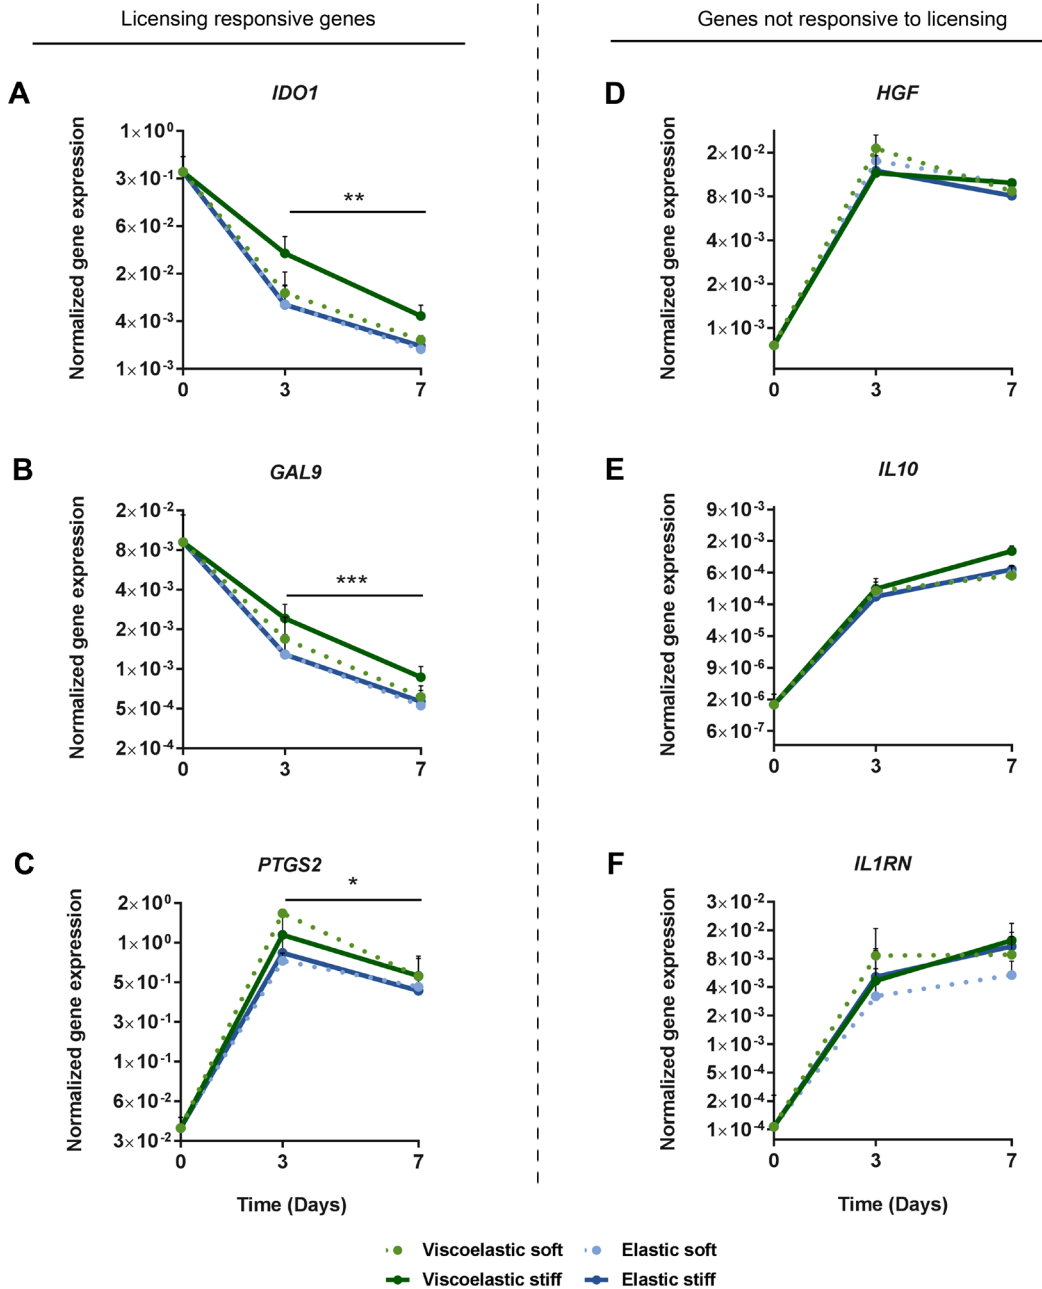 Licensing responsive genes
Genes not responsive to licensing
A
IDO1
Normalized gene expression
1×10⁰
3×10⁻¹
6×10⁻²
2×10⁻²
4×10⁻³
1×10⁻³
0
3
7
**
B
GAL9
Normalized gene expression
2×10⁻²
8×10⁻³
4×10⁻³
2×10⁻³
1×10⁻³
5×10⁻⁴
2×10⁻⁴
0
3
7
***
C
PTGS2
Normalized gene expression
2×10⁰
1×10⁰
5×10⁻¹
3×10⁻¹
1×10⁻¹
6×10⁻²
3×10⁻²
0
3
7
*
Time (Days)
D
HGF
Normalized gene expression
2×10⁻²
8×10⁻³
4×10⁻³
2×10⁻³
1×10⁻³
0
3
7
E
IL10
Normalized gene expression
9×10⁻³
2×10⁻³
6×10⁻⁴
1×10⁻⁴
4×10⁻⁵
9×10⁻⁶
2×10⁻⁶
6×10⁻⁷
0
3
7
F
IL1RN
Normalized gene expression
3×10⁻²
2×10⁻²
8×10⁻³
4×10⁻³
2×10⁻³
1×10⁻³
5×10⁻⁴
2×10⁻⁴
1×10⁻⁴
0
3
7
Time (Days)
Viscoelastic soft
Elastic soft
Viscoelastic stiff
Elastic stiff